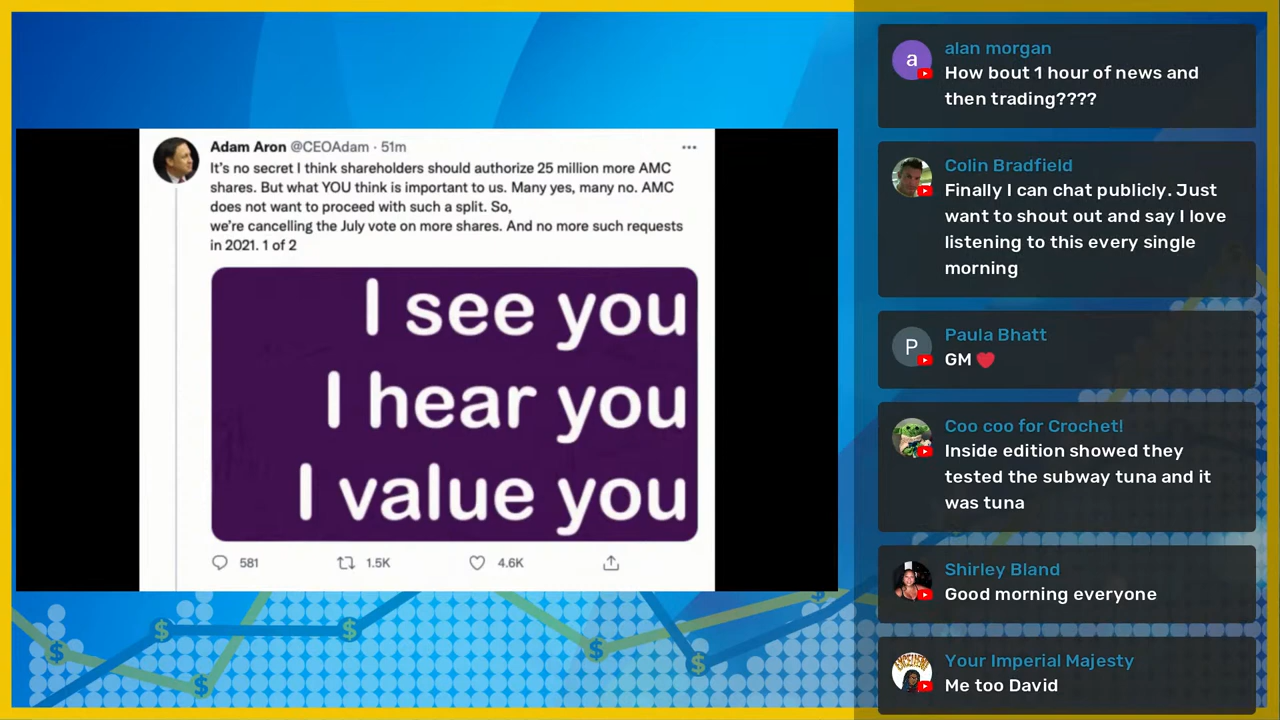 Adam Aron @CEOAdam · 51m
It's no secret I think shareholders should authorize 25 million more AMC
shares. But what YOU think is important to us. Many yes, many no. AMC
does not want to proceed with such a split. So,
we're cancelling the July vote on more shares. And no more such requests
in 2021. 1 of 2
I see you
I hear you
I value you
581 1.5K 4.6K
a
alan morgan
How bout 1 hour of news and
then trading????
Colin Bradfield
Finally I can chat publicly. Just
want to shout out and say I love
listening to this every single
morning
P
Paula Bhatt
GM ❤️
Coo coo for Crochet!
Inside edition showed they
tested the subway tuna and it
was tuna
Shirley Bland
Good morning everyone
Your Imperial Majesty
Me too David